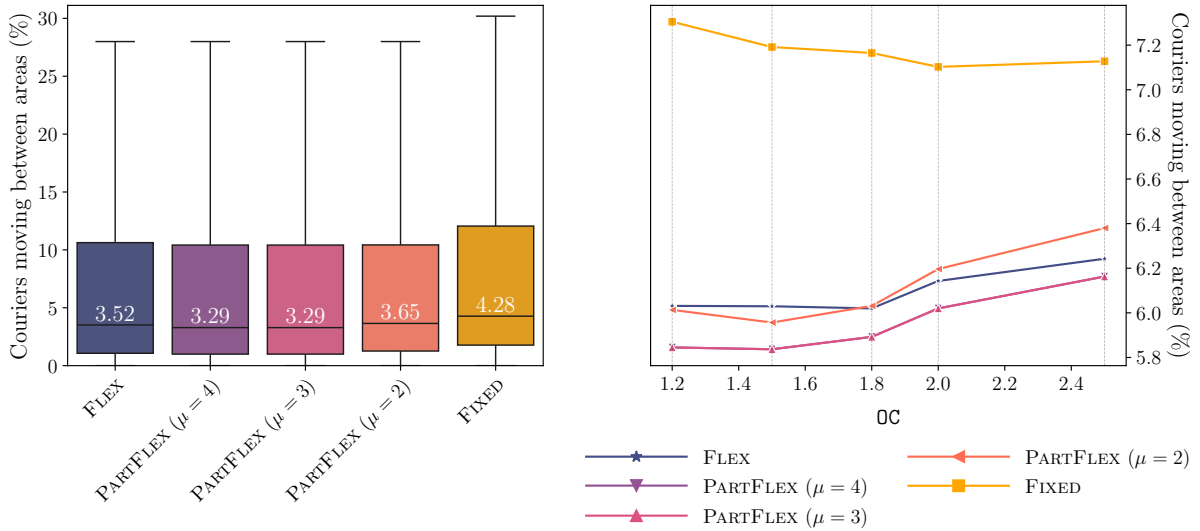 Couriers moving between areas (%)
30
25
20
15
10
5
0
3.52
3.29
3.29
3.65
4.28
FLEX
PARTFLEX (μ = 4)
PARTFLEX (μ = 3)
PARTFLEX (μ = 2)
FIXED
7.2
7.0
6.8
6.6
6.4
6.2
6.0
5.8
Couriers moving between areas (%)
1.2 1.4 1.6 1.8 2.0 2.2 2.4
OC
FLEX
PARTFLEX (μ = 4)
PARTFLEX (μ = 3)
PARTFLEX (μ = 2)
FIXED